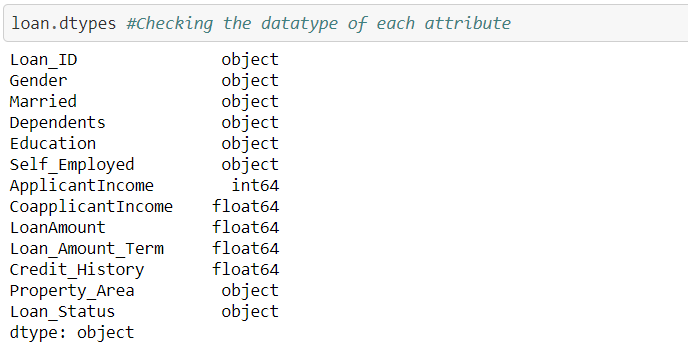 loan.dtypes #Checking the datatype of each attribute
Loan_ID object
Gender object
Married object
Dependents object
Education object
Self_Employed object
ApplicantIncome int64
CoapplicantIncome float64
LoanAmount float64
Loan_Amount_Term float64
Credit_History float64
Property_Area object
Loan_Status object
dtype: object